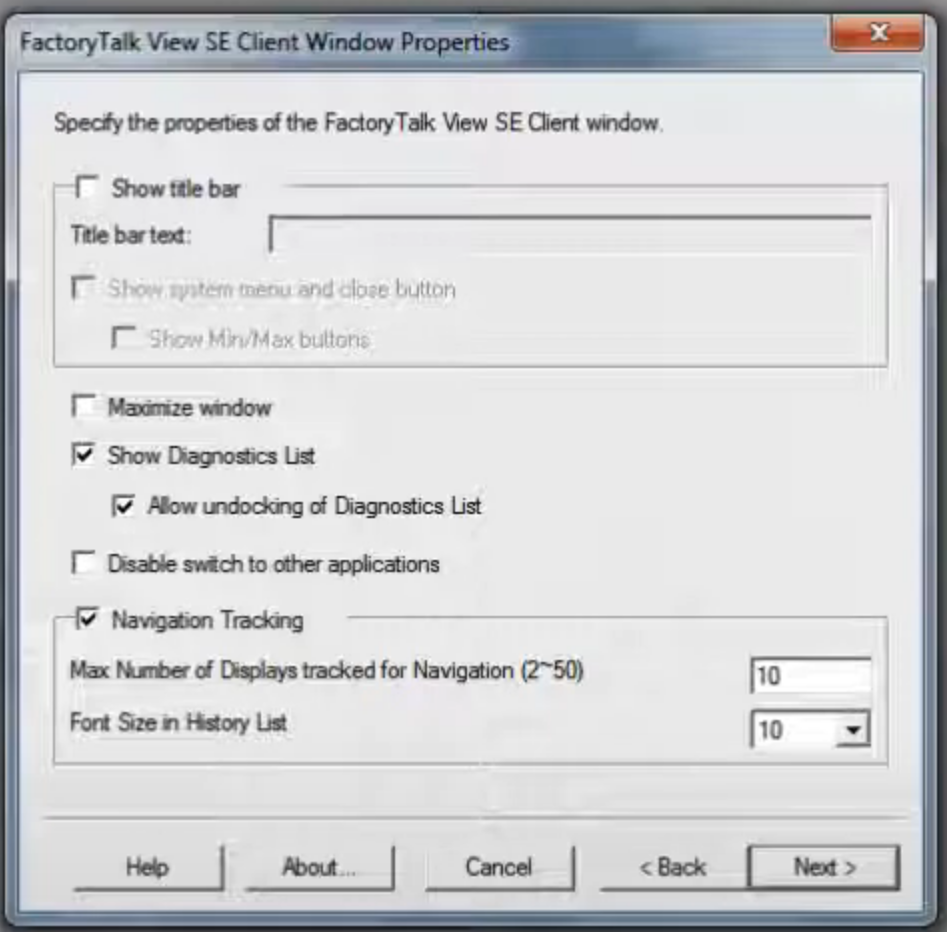 FactoryTalk View SE Client Window Properties
Specify the properties of the FactoryTalk View SE Client window.
Show title bar
Title bar text:
Show system menu and close button
Show Min/Max buttons
Maximize window
Show Diagnostics List
Allow undocking of Diagnostics List
Disable switch to other applications
Navigation Tracking
Max Number of Displays tracked for Navigation (2~50) 10
Font Size in History List 10
Help About... Cancel < Back Next >